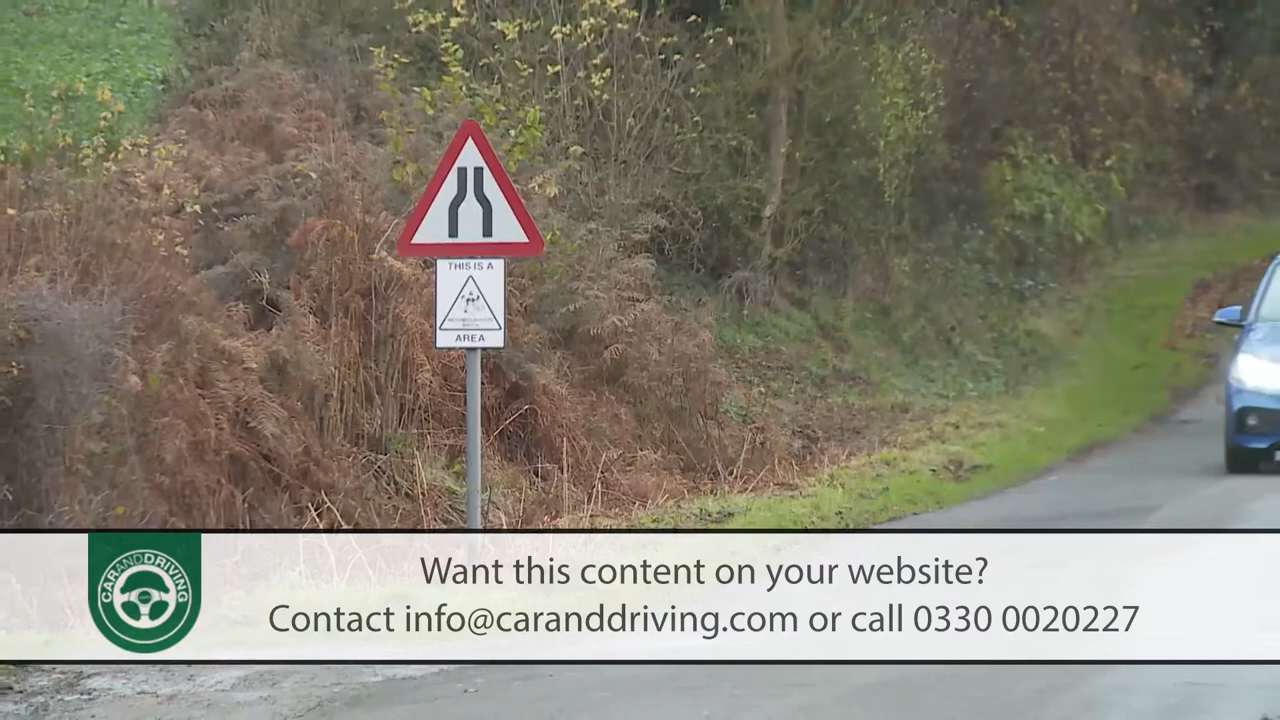 THIS IS A
AREA
CARANDDRIVING
Want this content on your website?
Contact info@caranddriving.com or call 0330 0020227